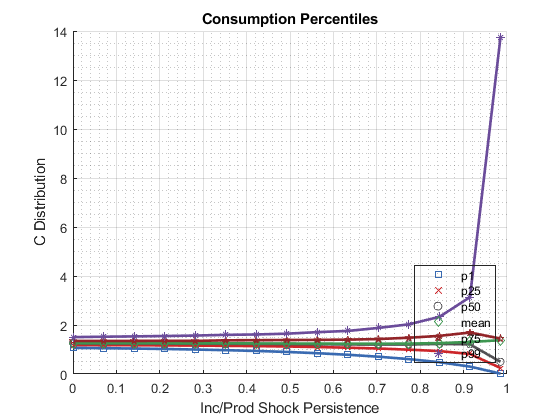 Consumption Percentiles
14
12
10
8
6
4
2
0
C Distribution
p1
p25
p50
mean
p75
p99
0 0.1 0.2 0.3 0.4 0.5 0.6 0.7 0.8 0.9 1
Inc/Prod Shock Persistence